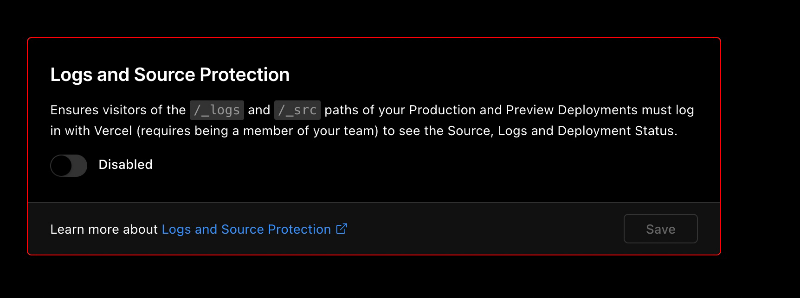 Logs and Source Protection
Ensures visitors of the /_logs and /_src paths of your Production and Preview Deployments must log
in with Vercel (requires being a member of your team) to see the Source, Logs and Deployment Status.
Disabled
Learn more about Logs and Source Protection
Save